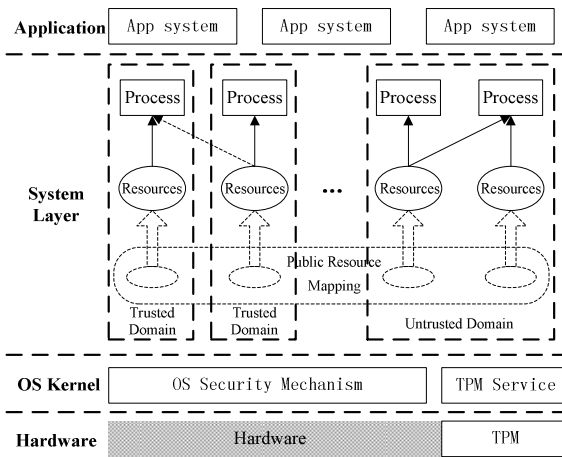 Application
App system
App system
App system
Process
Process
Process
Process
System
Layer
Resources
Resources
...
Resources
Resources
Public Resource
Mapping
Trusted
Domain
Trusted
Domain
Untrusted Domain
OS Kernel
OS Security Mechanism
TPM Service
Hardware
Hardware
TPM